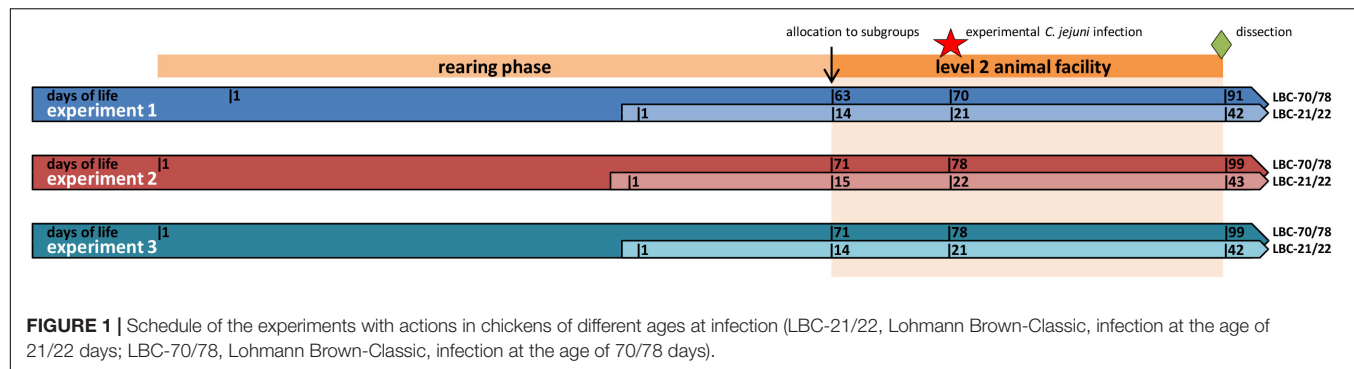 allocation to subgroups experimental C. jejuni infection dissection
rearing phase level 2 animal facility
days of life |1 |63 |70 |91 LBC-70/78
experiment 1 |1 |14 |21 |42 LBC-21/22
days of life |1 |71 |78 |99 LBC-70/78
experiment 2 |1 |15 |22 |43 LBC-21/22
days of life |1 |71 |78 |99 LBC-70/78
experiment 3 |1 |14 |21 |42 LBC-21/22
FIGURE 1 | Schedule of the experiments with actions in chickens of different ages at infection (LBC-21/22, Lohmann Brown-Classic, infection at the age of
21/22 days; LBC-70/78, Lohmann Brown-Classic, infection at the age of 70/78 days).